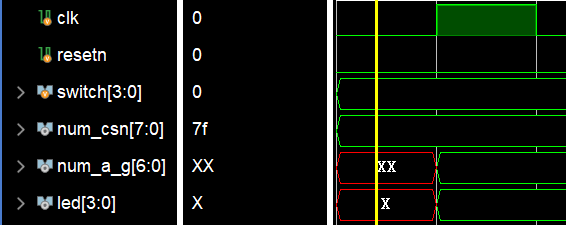 clk 0
resetn 0
switch[3:0] 0
num_csn[7:0] 7f
num_a_g[6:0] XX XX
led[3:0] X X